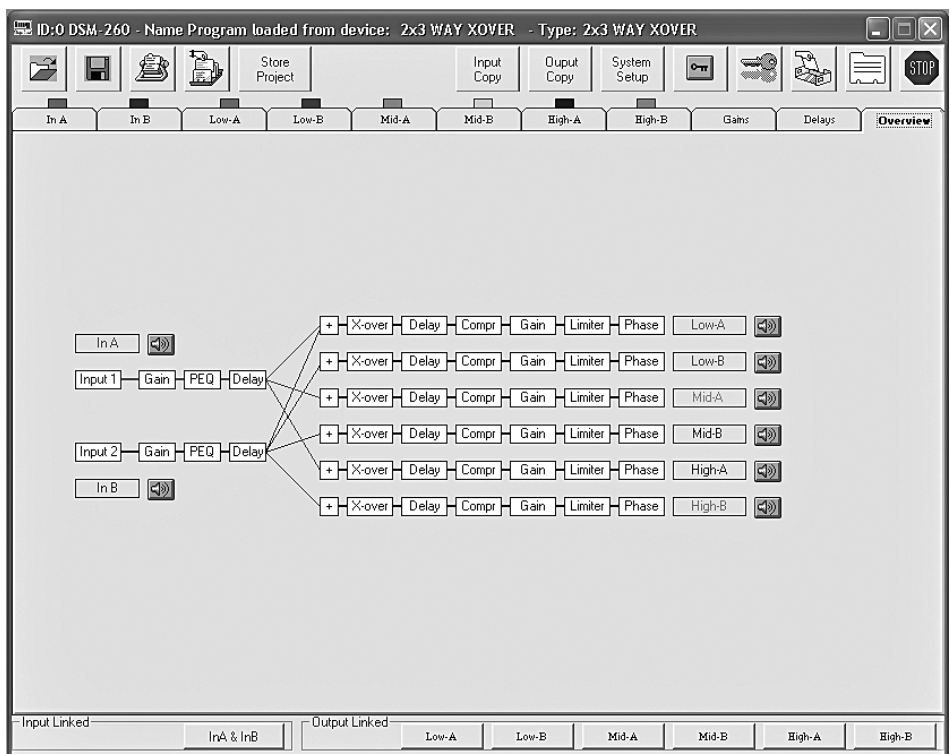 ID:0 DSM-260 - Name Program loaded from device: 2x3 WAY XOVER - Type: 2x3 WAY XOVER
Store Project
Input Copy
Ouput Copy
System Setup
STOP
In A In B Low-A Low-B Mid-A Mid-B High-A High-B Gains Delays Overview
+ X-over Delay Compr Gain Limiter Phase Low-A
In A
+ X-over Delay Compr Gain Limiter Phase Low-B
Input 1 Gain PEQ Delay
+ X-over Delay Compr Gain Limiter Phase Mid-A
+ X-over Delay Compr Gain Limiter Phase Mid-B
Input 2 Gain PEQ Delay
+ X-over Delay Compr Gain Limiter Phase High-A
In B
+ X-over Delay Compr Gain Limiter Phase High-B
Input Linked
InA & InB
Output Linked
Low-A Low-B Mid-A Mid-B High-A High-B